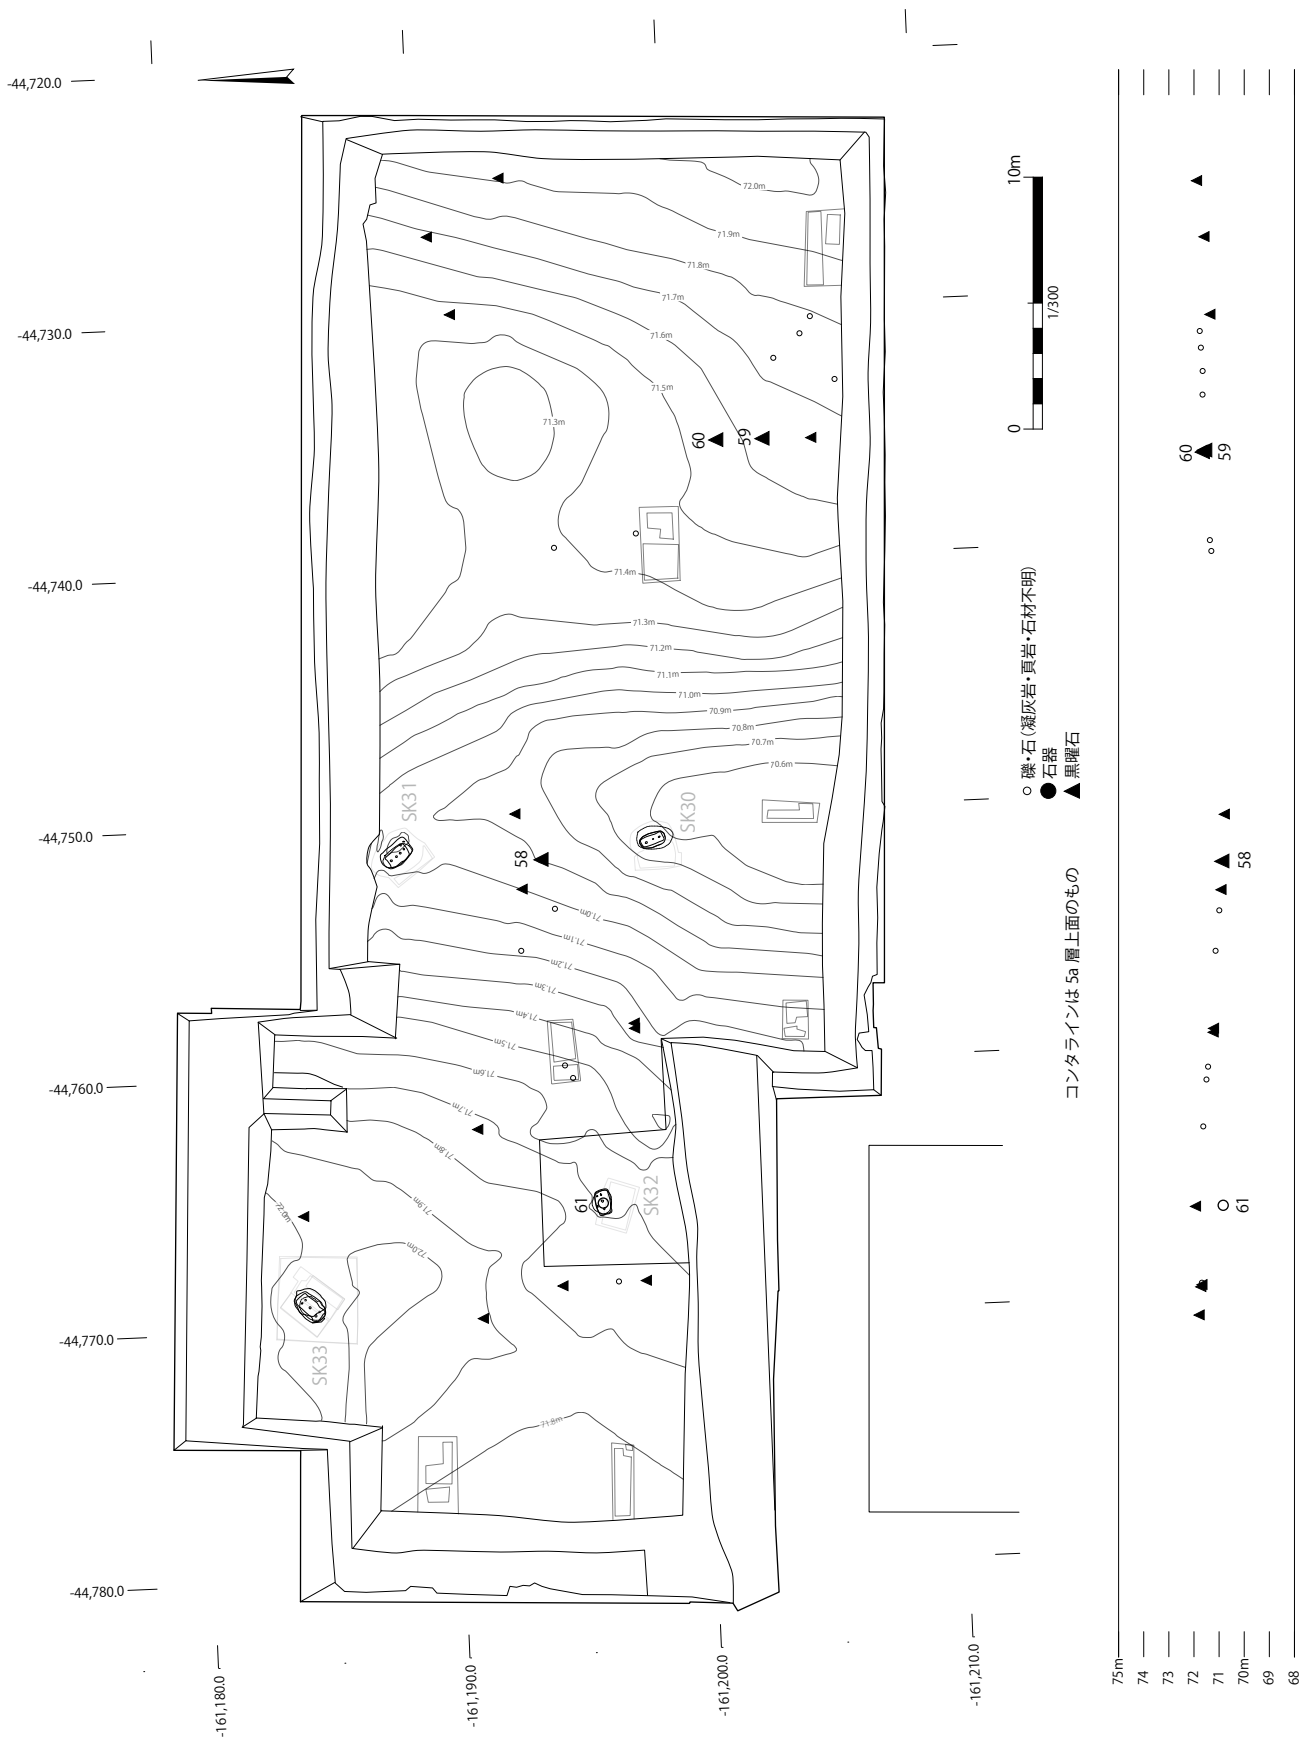 -44,720.0
-44,730.0
-44,740.0
-44,750.0
-44,760.0
-44,770.0
-44,780.0
-161,180.0
-161,190.0
-161,200.0
-161,210.0
72.0m
71.9m
71.8m
71.7m
71.6m
71.5m
71.3m
60
59
71.4m
71.3m
71.2m
71.1m
71.0m
70.9m
70.8m
70.7m
70.6m
SK31
SK30
58
71.0m
71.1m
71.2m
71.3m
71.4m
71.5m
71.6m
71.7m
71.8m
71.9m
72.0m
72.0m
61
SK32
SK33
71.8m
0
10m
1/300
礫・石（凝灰岩・頁岩・石材不明）
石器
黒曜石
コンタラインは 5a 層上面のもの
60
59
58
61
75m
74
73
72
71
70m
69
68